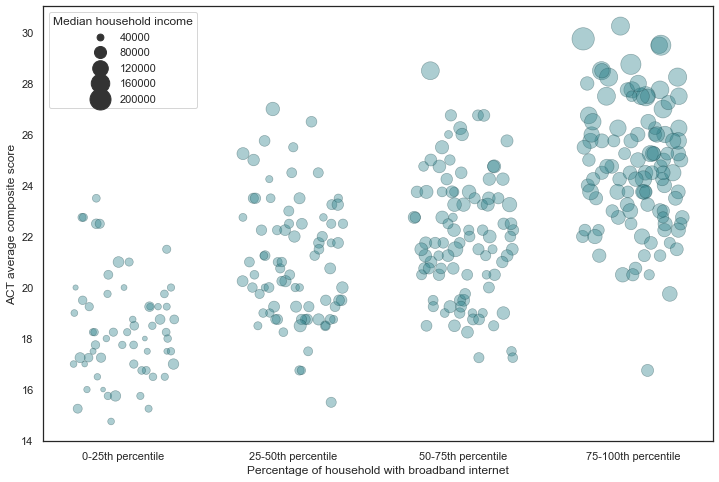 Median household income
40000
80000
120000
160000
200000
30
28
26
24
22
20
18
16
14
ACT average composite score
0-25th percentile
25-50th percentile
50-75th percentile
75-100th percentile
Percentage of household with broadband internet